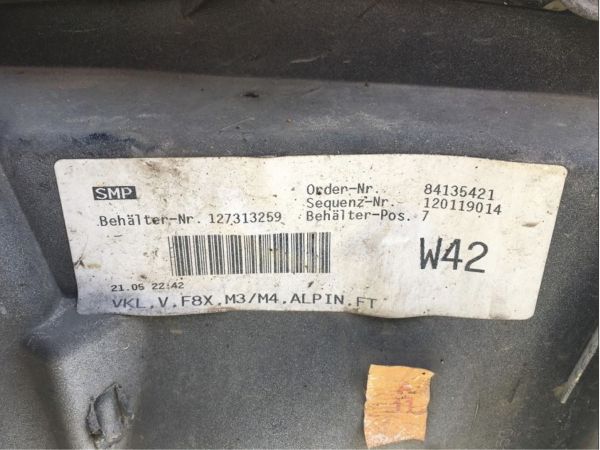 SMP
Order-Nr. 84135421
Sequenz-Nr. 120119014
Behälter-Nr. 127313259 Behälter-Pos. 7
W42
21.05 22:42
VKL.V.F8X.M3/M4.ALPIN.FT